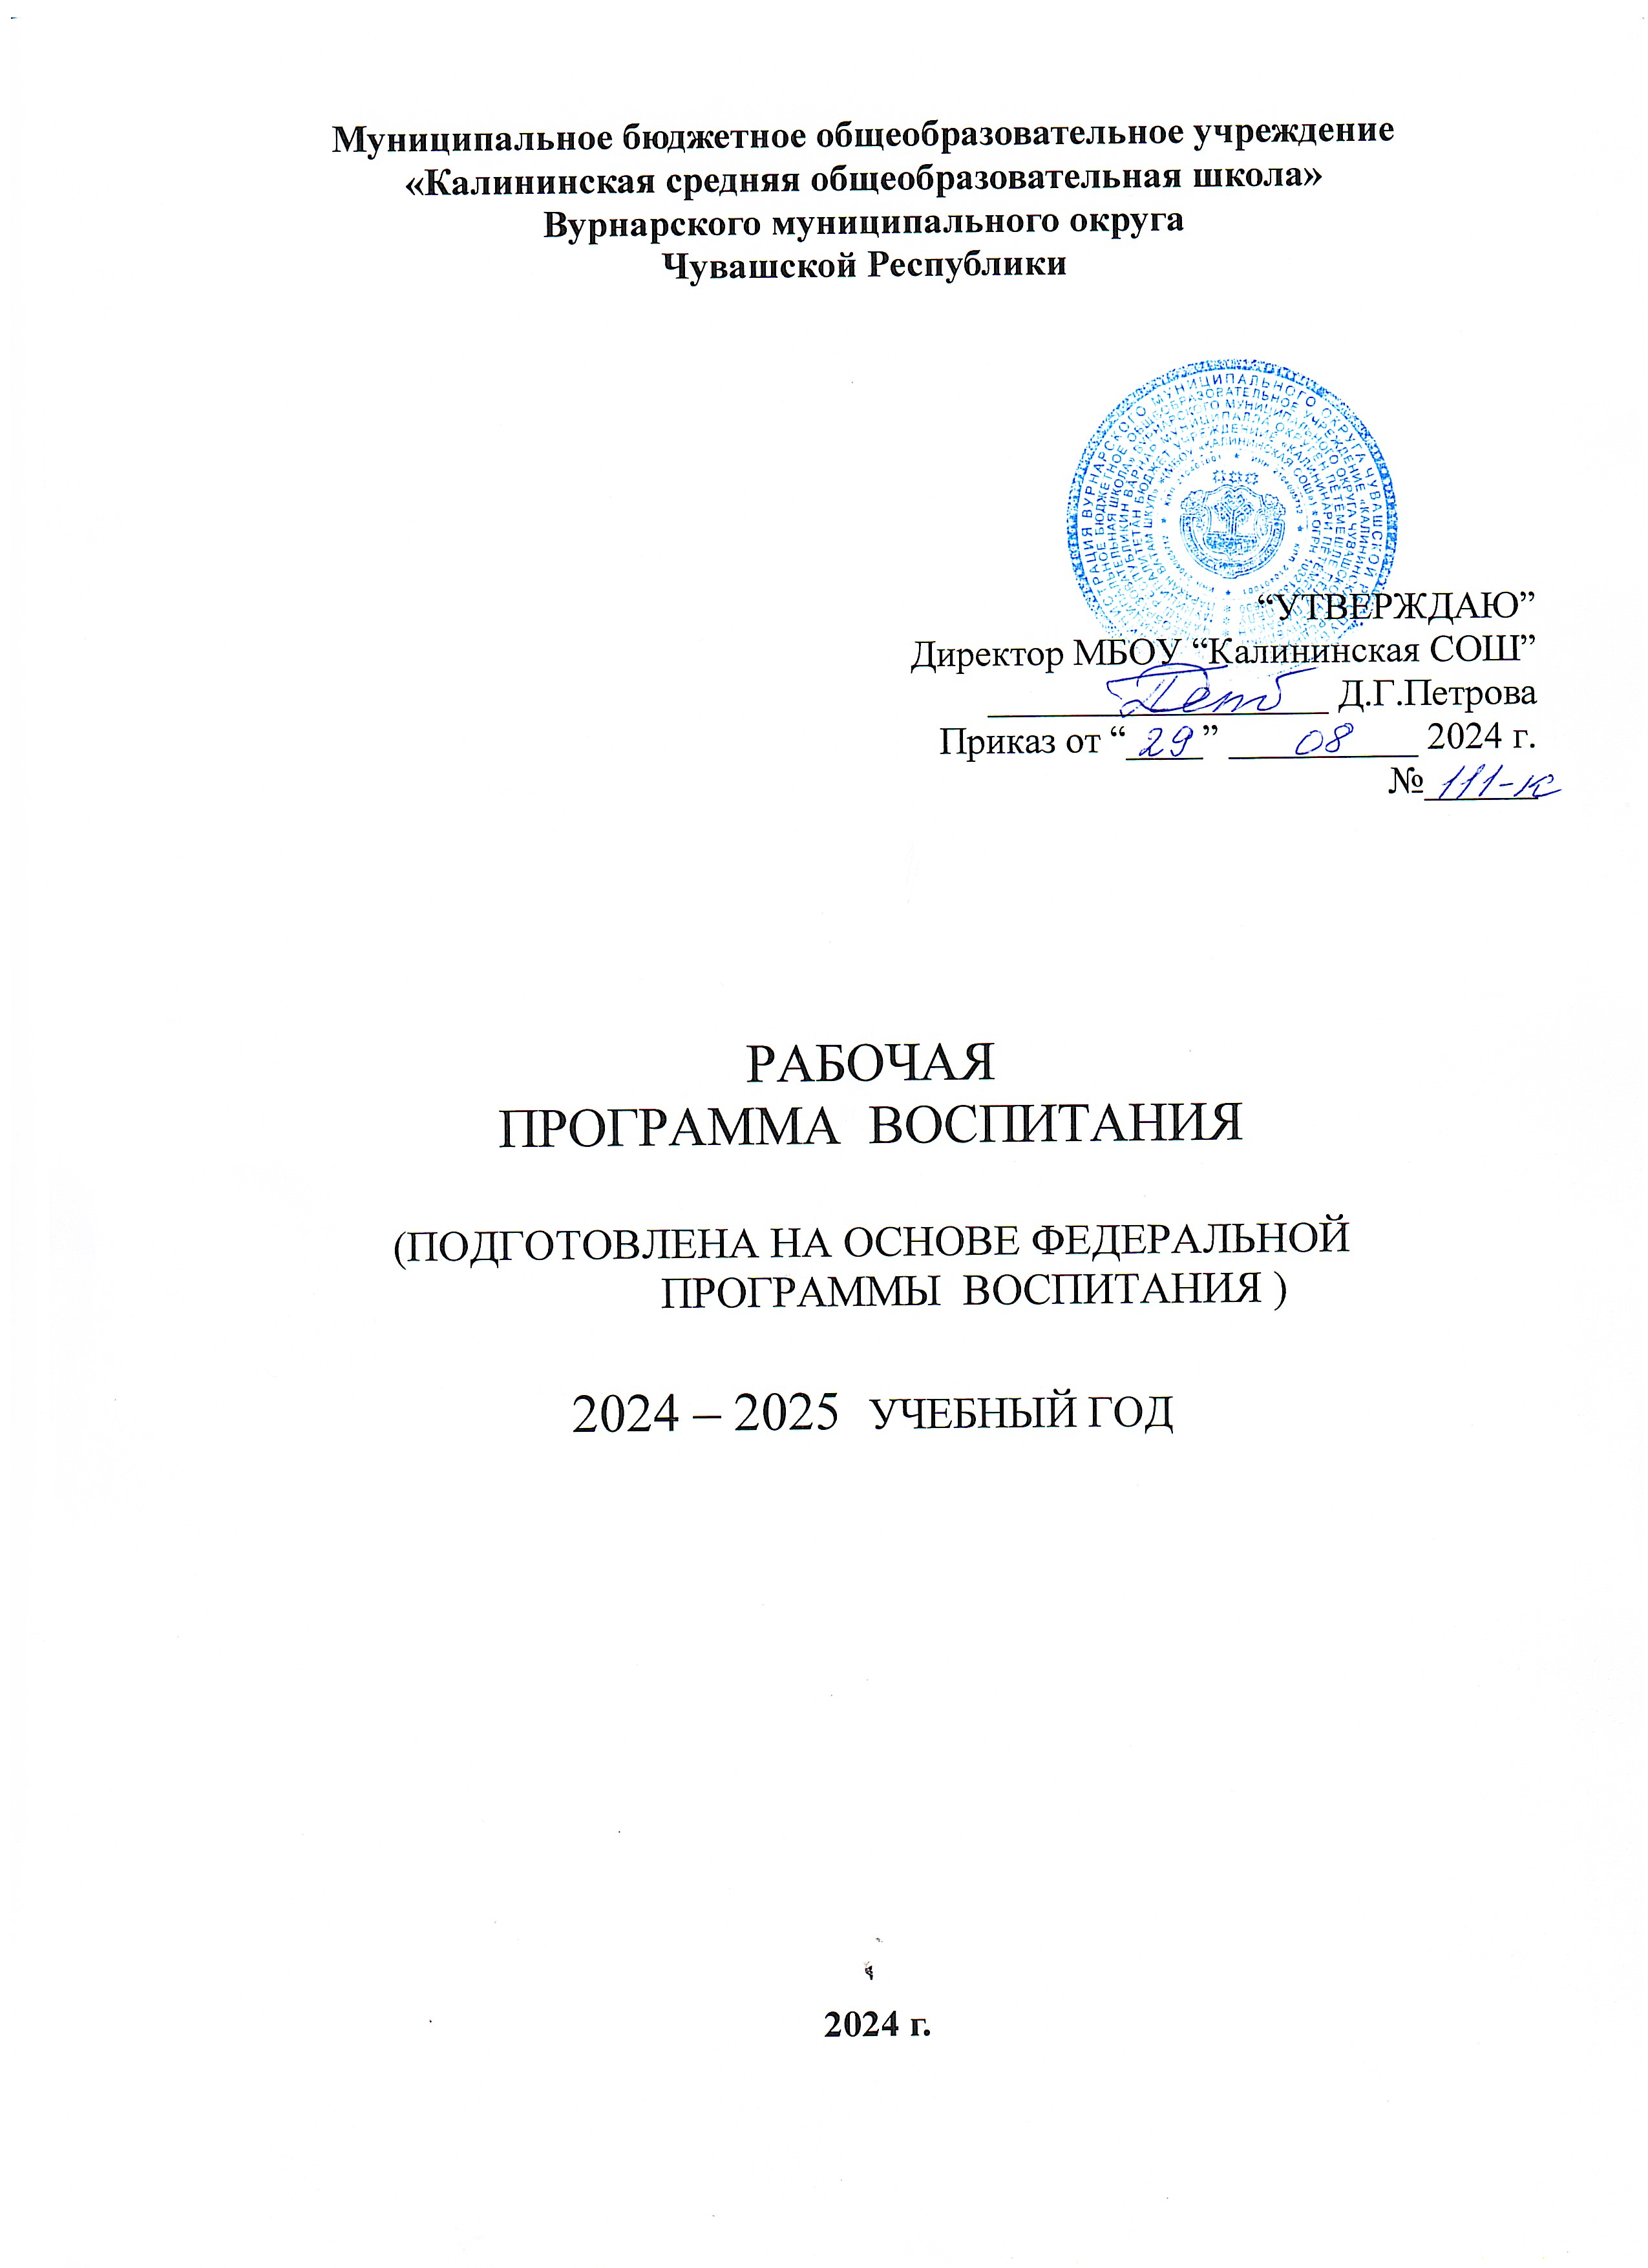 Муниципальное бюджетное общеобразовательное учреждение
«Калининская средняя общеобразовательная школа»
Вурнарского муниципального округа
Чувашской Республики
“УТВЕРЖДАЮ”
Директор МБОУ “Калининская СОШ”
Д.Г.Петрова
Приказ от “29” 08 2024 г.
№ 111-к
РАБОЧАЯ
ПРОГРАММА ВОСПИТАНИЯ
(ПОДГОТОВЛЕНА НА ОСНОВЕ ФЕДЕРАЛЬНОЙ
ПРОГРАММЫ ВОСПИТАНИЯ )
2024 – 2025 УЧЕБНЫЙ ГОД
2024 г.